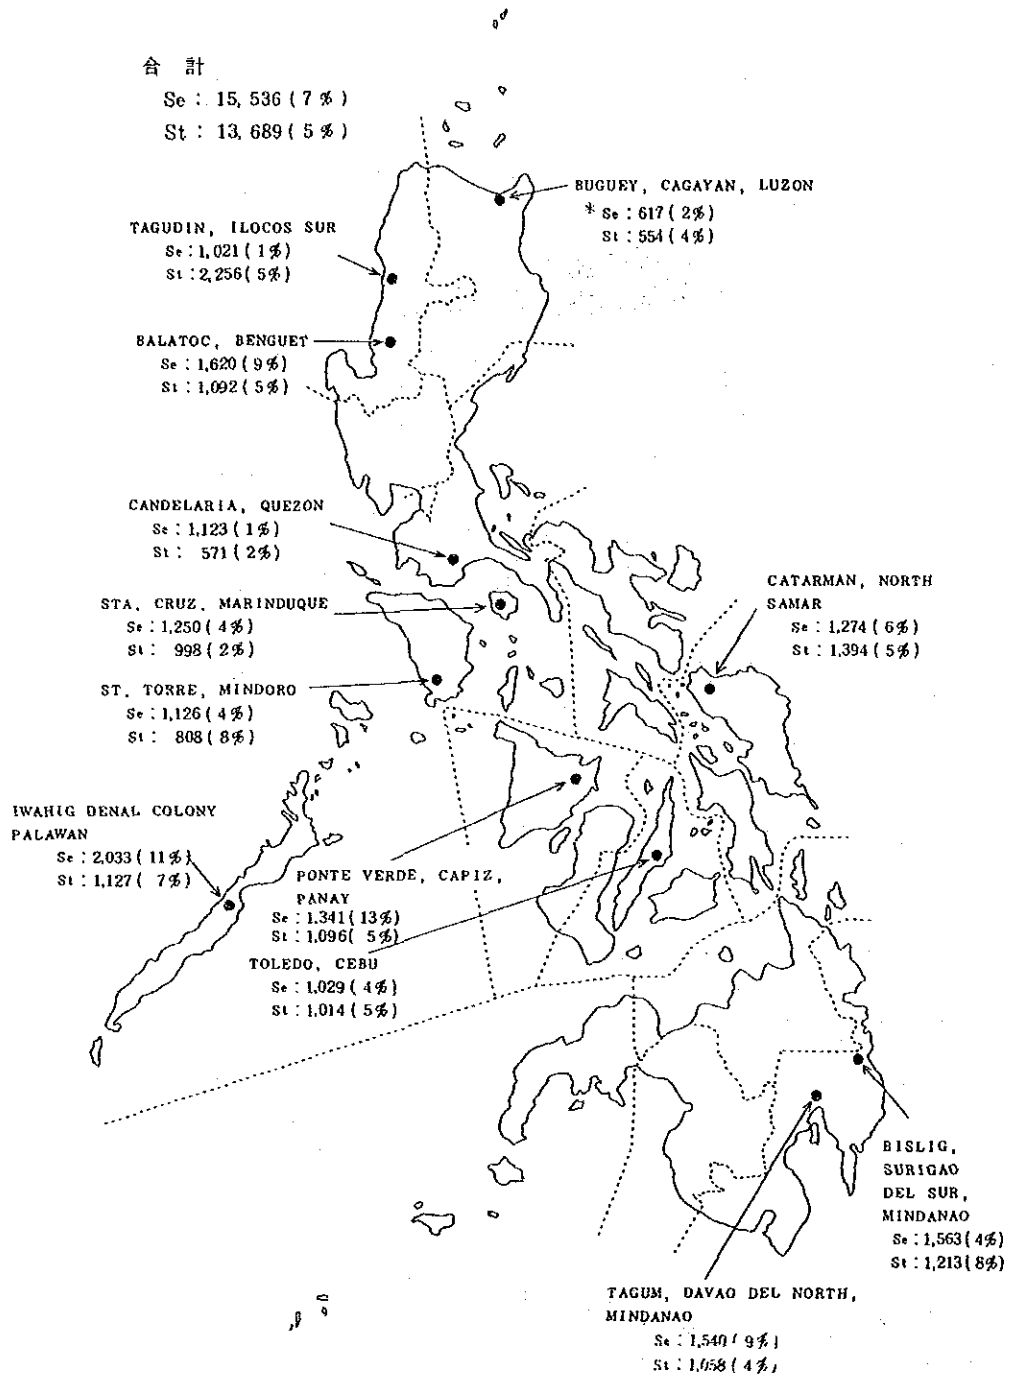 合計
Se : 15,536 ( 7 % )
St : 13,689 ( 5 % )
BUGUEY, CAGAYAN, LUZON
* Se : 617 ( 2% )
St : 554 ( 4% )
TAGUDIN, ILOCOS SUR
Se : 1,021 ( 1% )
St : 2,256 ( 5% )
BALATOC, BENGUET
Se : 1,620 ( 9% )
St : 1,092 ( 5% )
CANDELARIA, QUEZON
Se : 1,123 ( 1% )
St : 571 ( 2% )
CATARMAN, NORTH
SAMAR
Se : 1,274 ( 6% )
St : 1,394 ( 5% )
STA, CRUZ, MARINDUQUE
Se : 1,250 ( 4% )
St : 998 ( 2% )
ST. TORRE, MINDORO
Se : 1,126 ( 4% )
St : 808 ( 8% )
IWAHIG DENAL COLONY
PALAWAN
Se : 2,033 ( 11% )
St : 1,127 ( 7% )
PONTE VERDE, CAPIZ,
PANAY
Se : 1,341 ( 13% )
St : 1,096 ( 5% )
TOLEDO, CEBU
Se : 1,029 ( 4% )
St : 1,014 ( 5% )
BISLIG,
SURIGAO
DEL SUR,
MINDANAO
Se : 1,563 ( 4% )
St : 1,213 ( 8% )
TAGUM, DAVAO DEL NORTH,
MINDANAO
Se : 1,540 ( 9% )
St : 1,058 ( 4% )